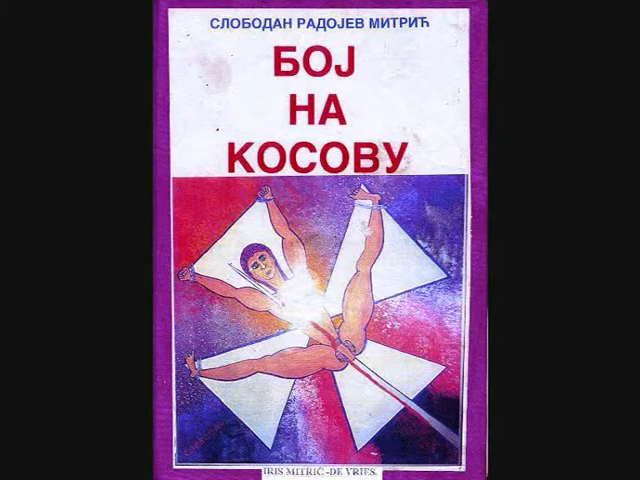 СЛОБОДАН РАДОЈЕВ МИТРИЋ
БОЈ
НА
КОСОВУ
IRIS MITRIĆ-DE VRIES.